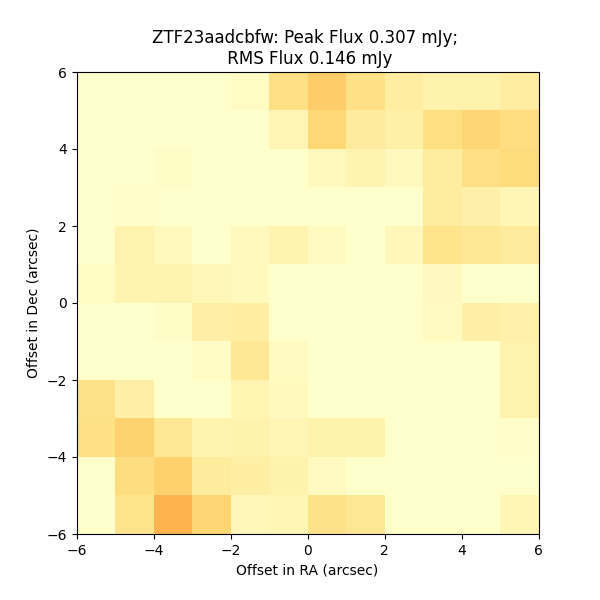 ZTF23aadcbfw: Peak Flux 0.307 mJy;
RMS Flux 0.146 mJy
6
4
2
0
−2
−4
−6
Offset in Dec (arcsec)
−6 −4 −2 0 2 4 6
Offset in RA (arcsec)